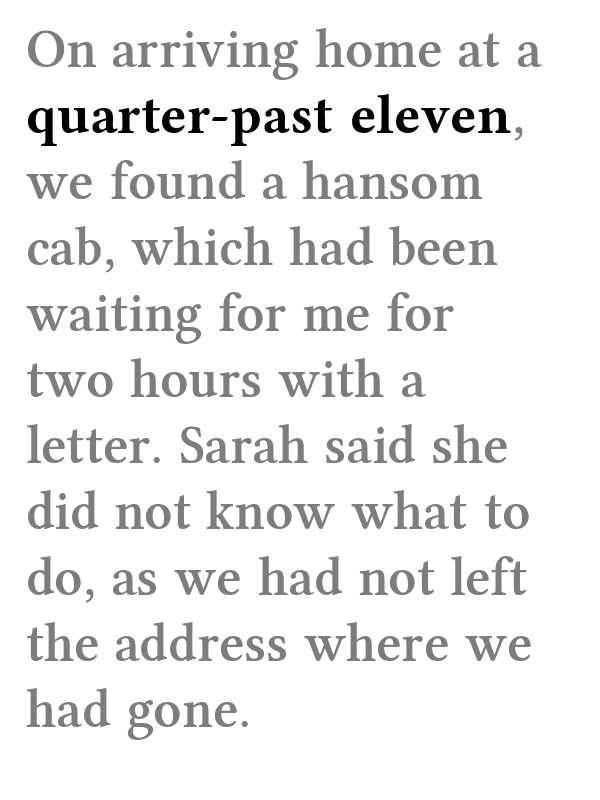 On arriving home at a
quarter-past eleven,
we found a hansom
cab, which had been
waiting for me for
two hours with a
letter. Sarah said she
did not know what to
do, as we had not left
the address where we
had gone.